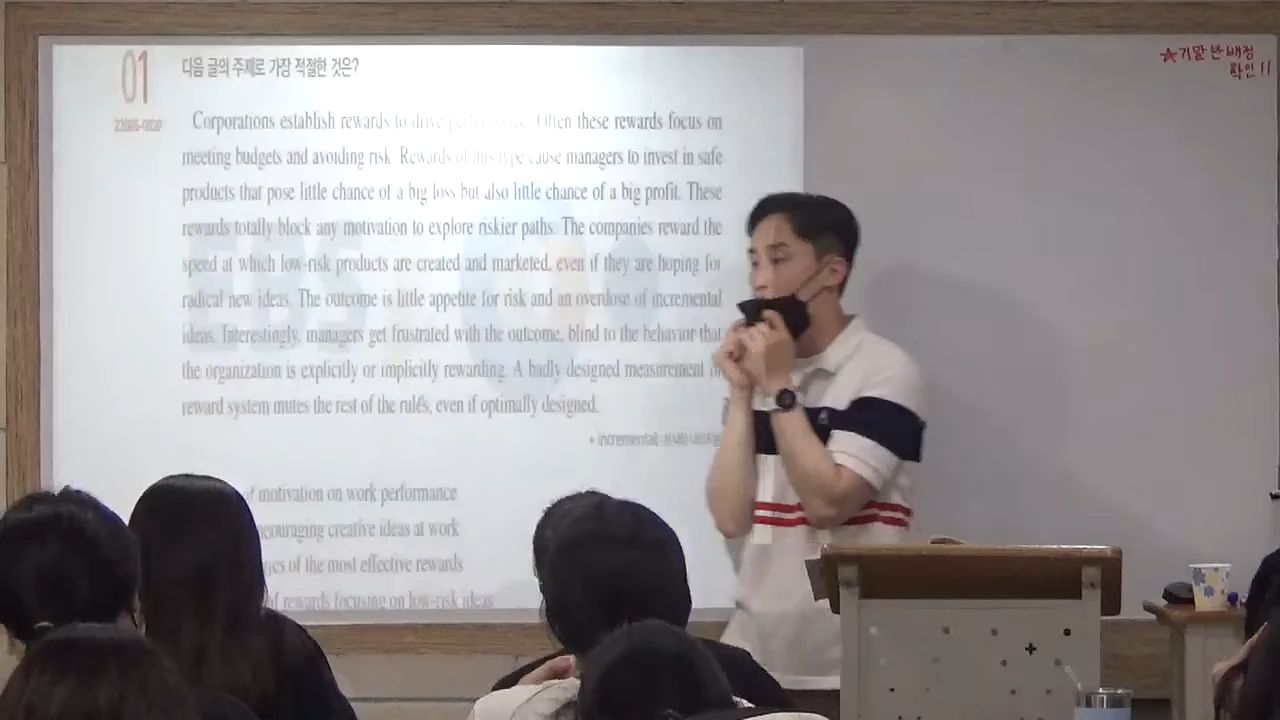 01
다음 글의 주제로 가장 적절한 것은?
★기말 반배정
확인!!
Corporations establish rewards to drive Often these rewards focus on
meeting budgets and avoiding risk. Rewards of this type cause managers to invest in safe
products that pose little chance of a big loss but also little chance of a big profit. These
rewards totally block any motivation to explore riskier paths. The companies reward the
speed at which low-risk products are created and marketed, even if they are hoping for
radical new ideas. The outcome is little appetite for risk and an overdose of incremental
ideas. Interestingly, managers get frustrated with the outcome, blind to the behavior that
the organization is explicitly or implicitly rewarding. A badly designed measurement
reward system mutes the rest of the rules, even if optimally designed.
* incremental:
motivation on work performance
creative ideas at work
of the most effective rewards
of rewards focusing on low-risk ideas
EBS